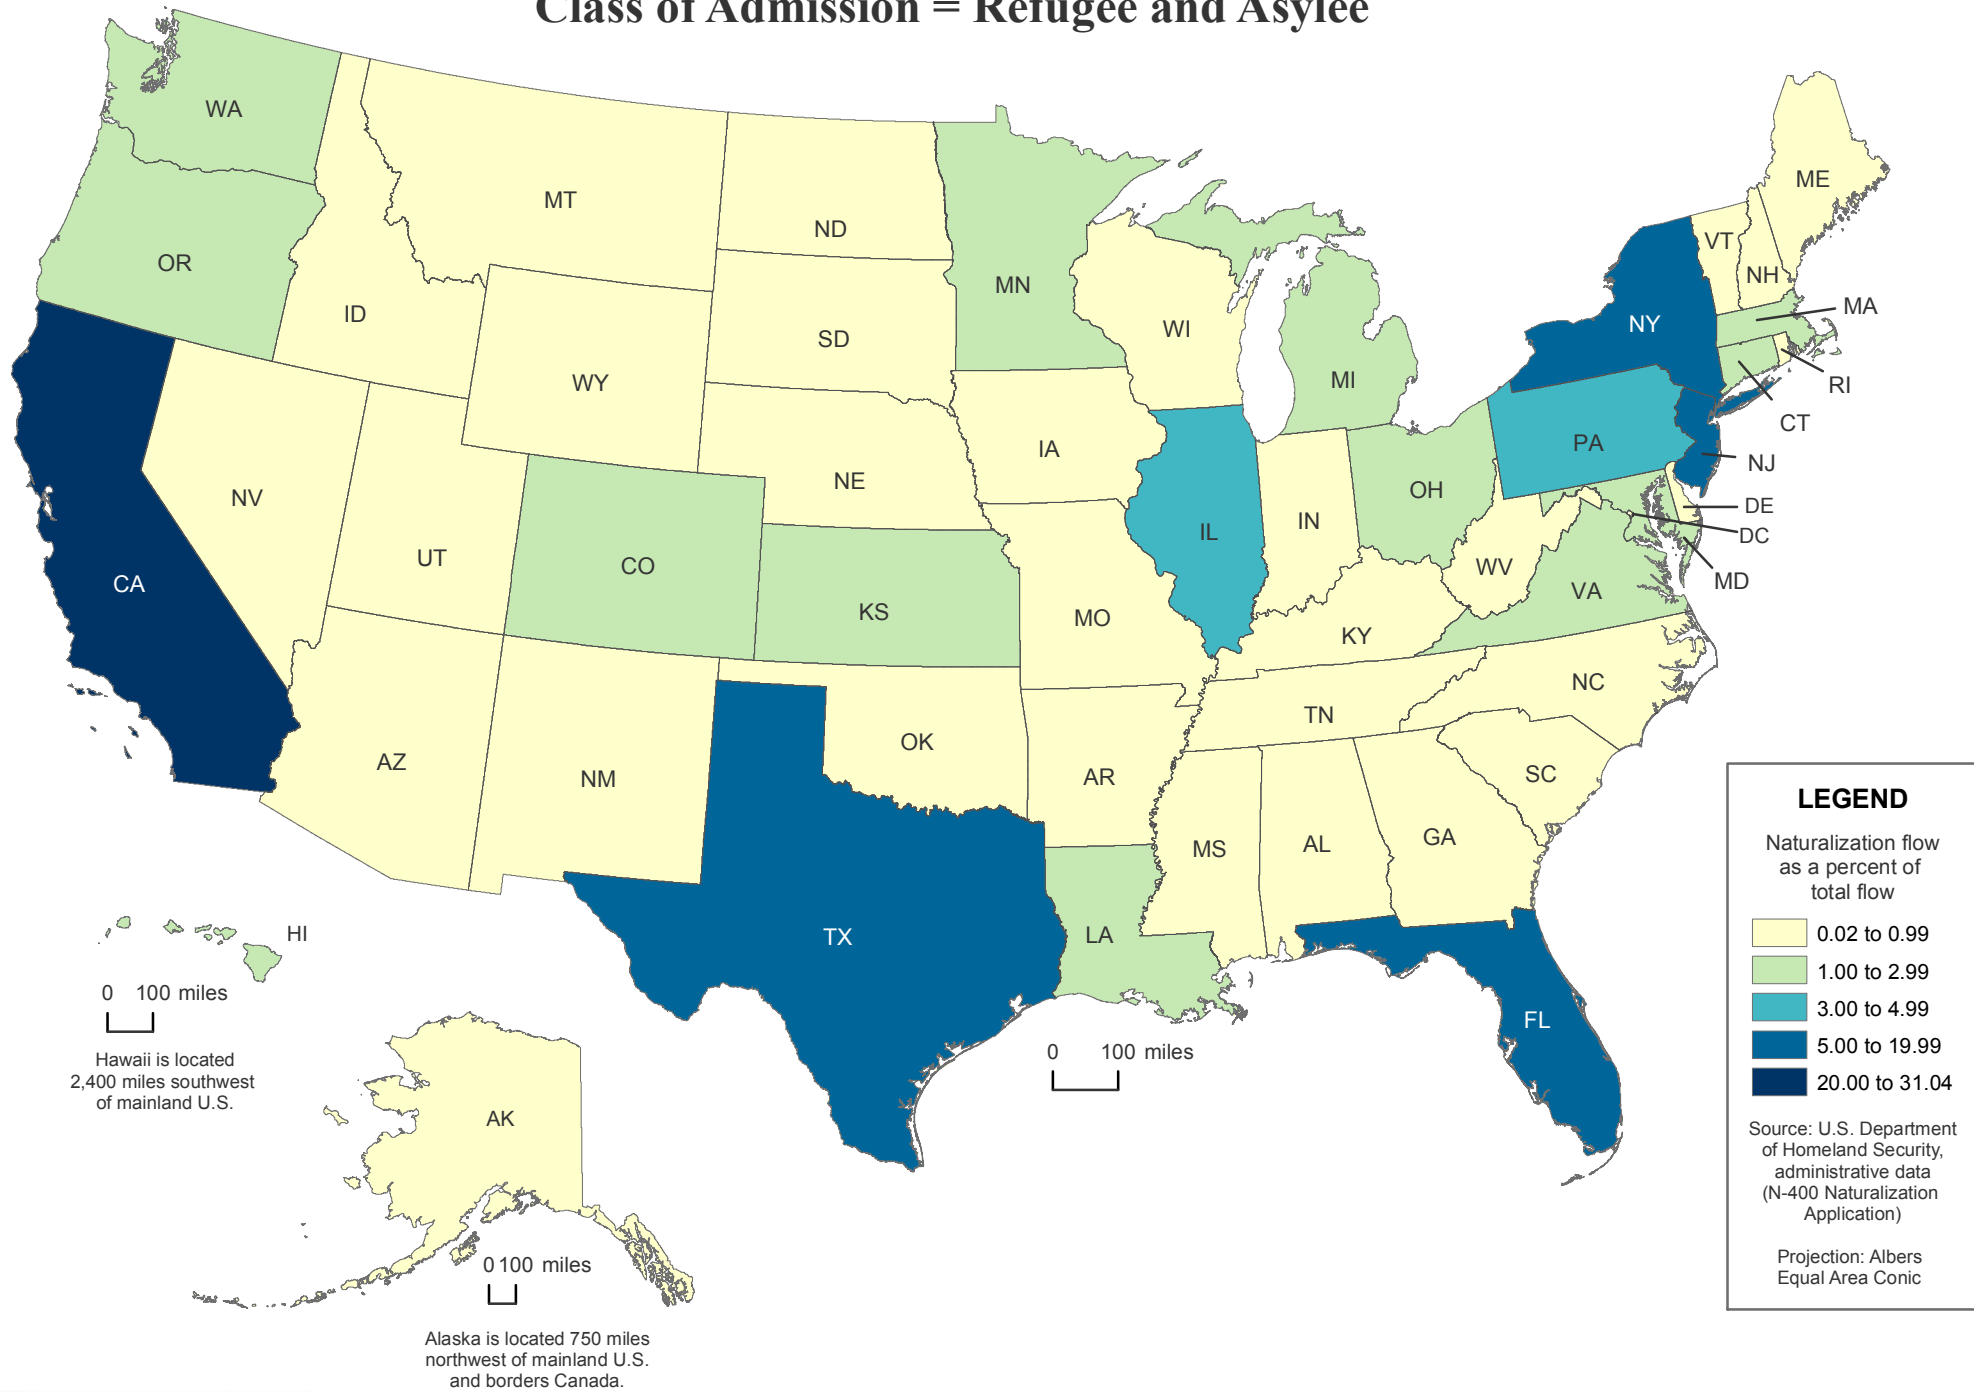 Class of Admission = Refugee and Asylee
WA
MT
ND
ME
OR
MN
VT
NH
ID
SD
WI
NY
MA
WY
MI
RI
CT
IA
PA
NE
NJ
NV
OH
IN
DE
IL
DC
UT
CO
WV
MD
CA
VA
KS
MO
KY
NC
TN
OK
AZ
NM
AR
SC
MS
AL
GA
LA
TX
FL
HI
0 100 miles
Hawaii is located
2,400 miles southwest
of mainland U.S.
0 100 miles
AK
0 100 miles
Alaska is located 750 miles
northwest of mainland U.S.
and borders Canada.
LEGEND
Naturalization flow
as a percent of
total flow
0.02 to 0.99
1.00 to 2.99
3.00 to 4.99
5.00 to 19.99
20.00 to 31.04
Source: U.S. Department
of Homeland Security,
administrative data
(N-400 Naturalization
Application)
Projection: Albers
Equal Area Conic